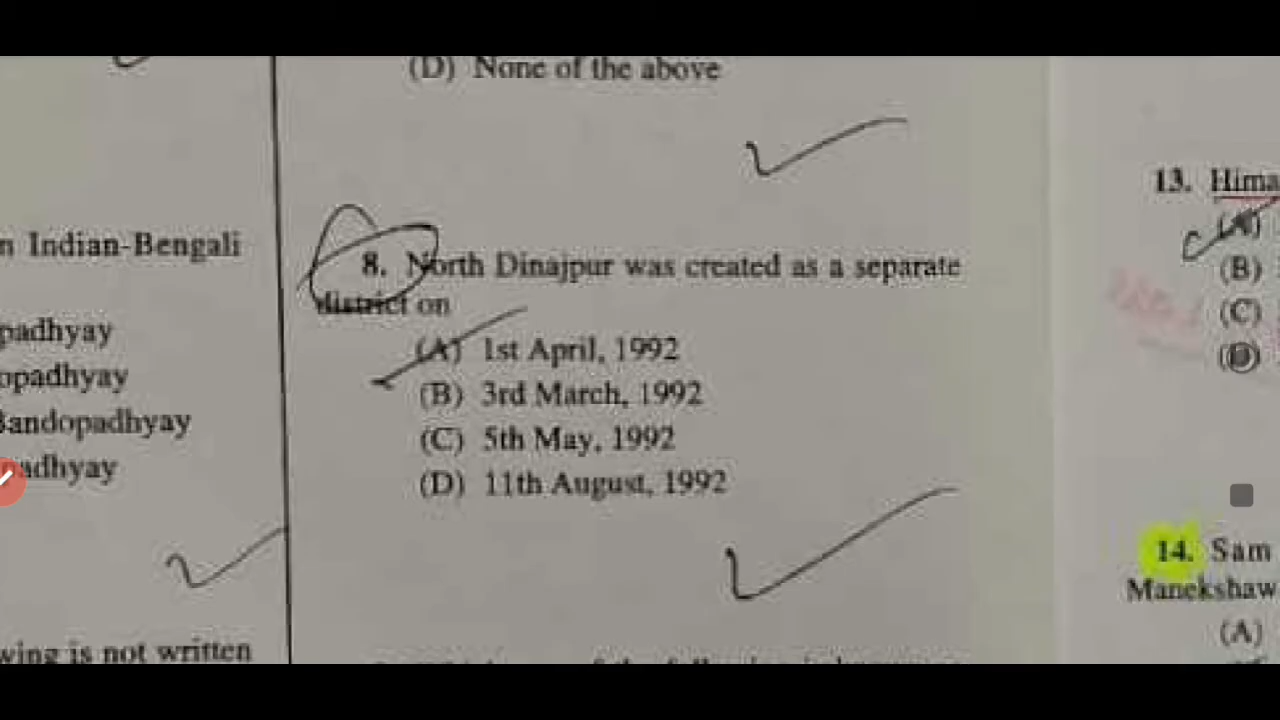 (D) None of the above
n Indian-Bengali
padhyay
opadhyay
Bandopadhyay
padhyay
wing is not written
8. North Dinajpur was created as a separate
district on
(A) 1st April, 1992
(B) 3rd March, 1992
(C) 5th May, 1992
(D) 11th August, 1992
13. Hima
(A)
(B)
(C)
(D)
14. Sam
Manekshaw
(A)